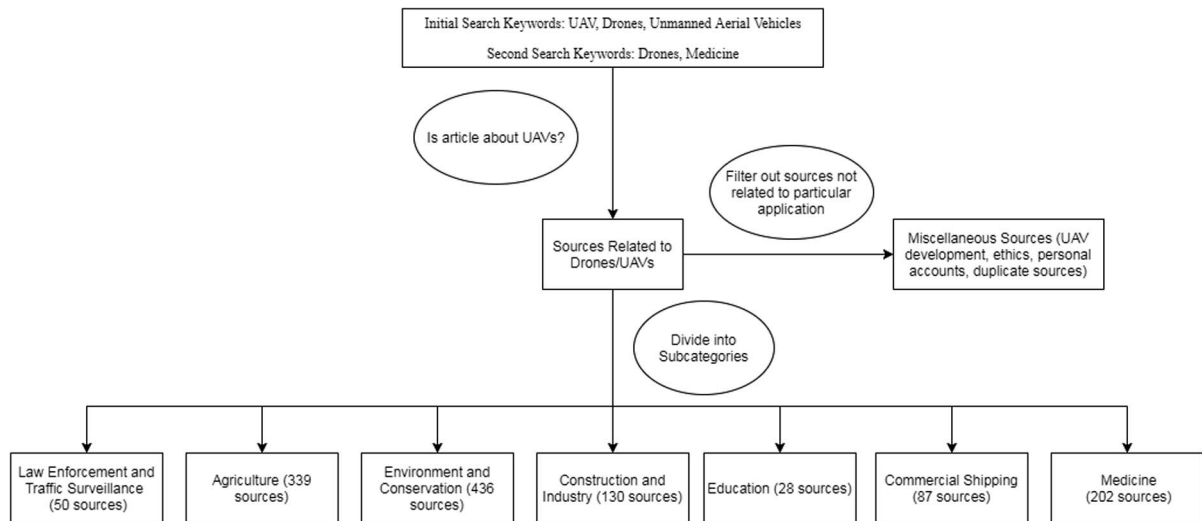 Initial Search Keywords: UAV, Drones, Unmanned Aerial Vehicles
Second Search Keywords: Drones, Medicine
Is article about UAVs?
Filter out sources not
related to particular
application
Sources Related to
Drones/UAVs
Miscellaneous Sources (UAV
development, ethics, personal
accounts, duplicate sources)
Divide into
Subcategories
Law Enforcement and
Traffic Surveillance
(50 sources)
Agriculture (339
sources)
Environment and
Conservation (436
sources)
Construction and
Industry (130 sources)
Education (28 sources)
Commercial Shipping
(87 sources)
Medicine
(202 sources)